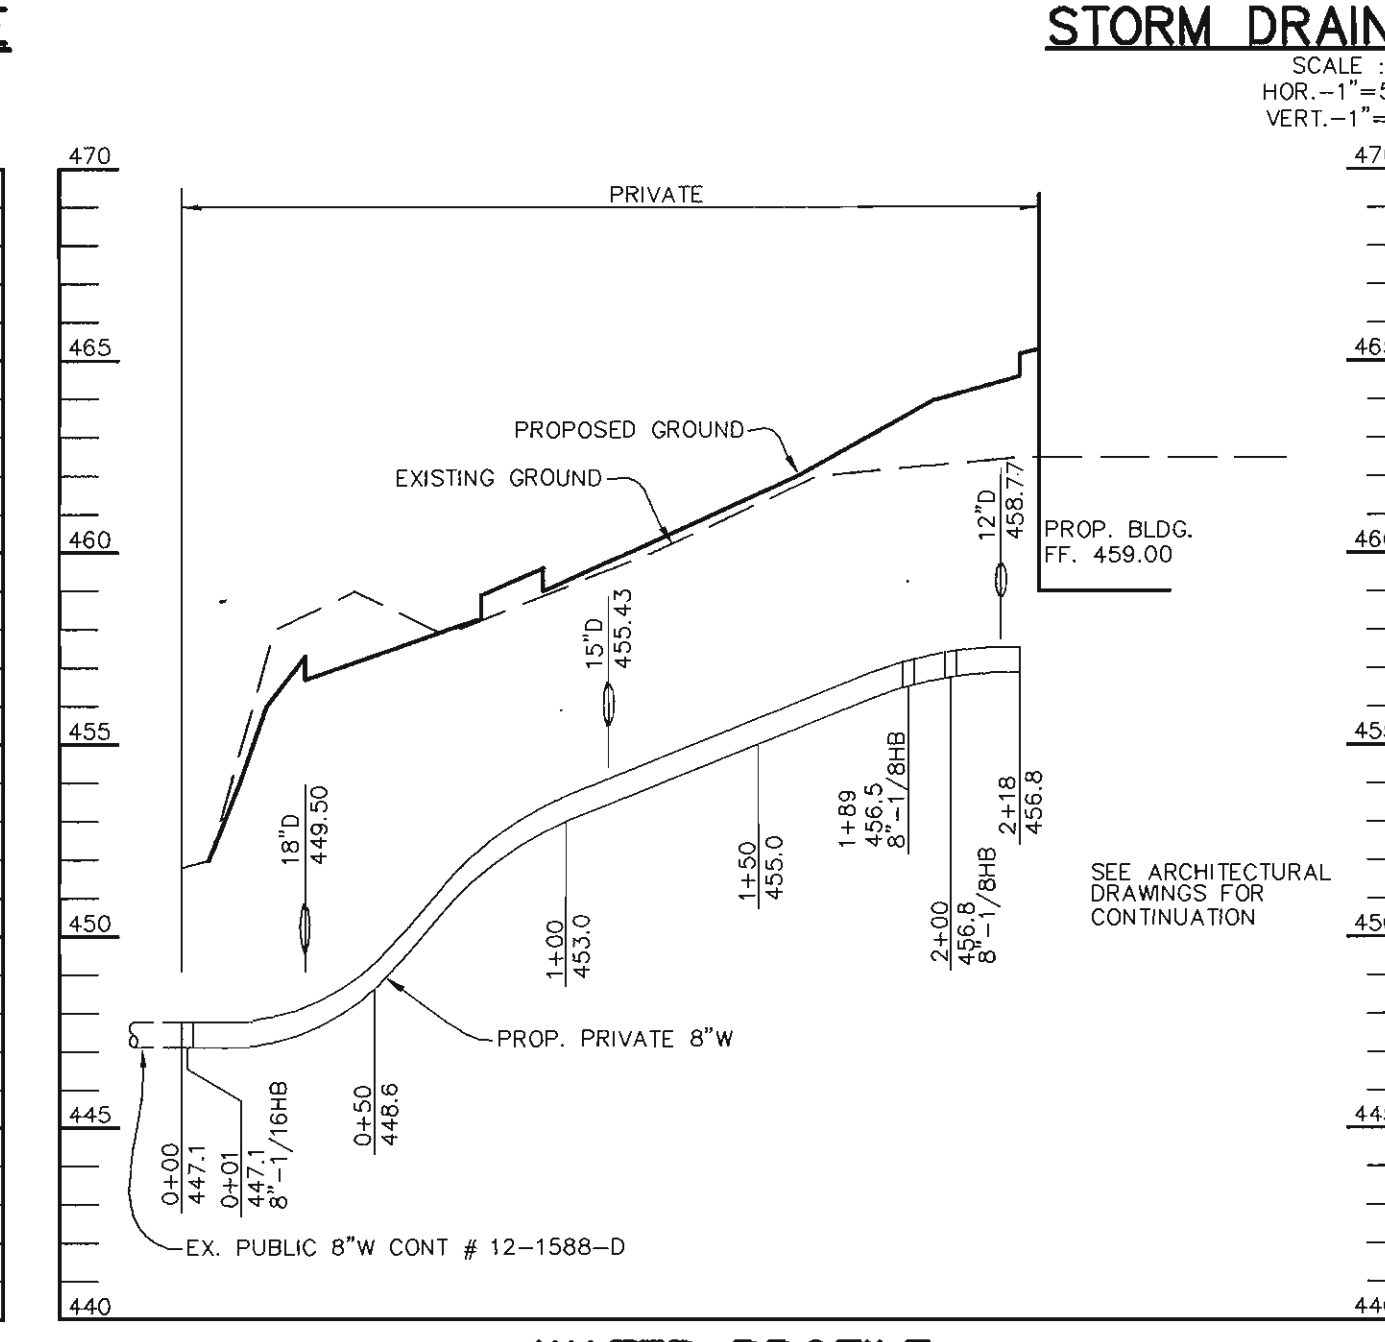 STORM DRAIN
SCALE :
HOR.-1"=5
VERT.-1"=
470
PRIVATE
465
PROPOSED GROUND
EXISTING GROUND
460
12"D
458.77
PROP. BLDG.
FF. 459.00
15"D
455.43
455
18"D
449.50
450
SEE ARCHITECTURAL
DRAWINGS FOR
CONTINUATION
PROP. PRIVATE 8"W
445
0+00
447.1
0+01
447.1
8"-1/16HB
0+50
448.6
1+00
453.0
1+50
455.0
1+89
456.5
8"-1/8HB
2+00
456.8
8"-1/8HB
2+18
456.8
EX. PUBLIC 8"W CONT # 12-1588-D
440